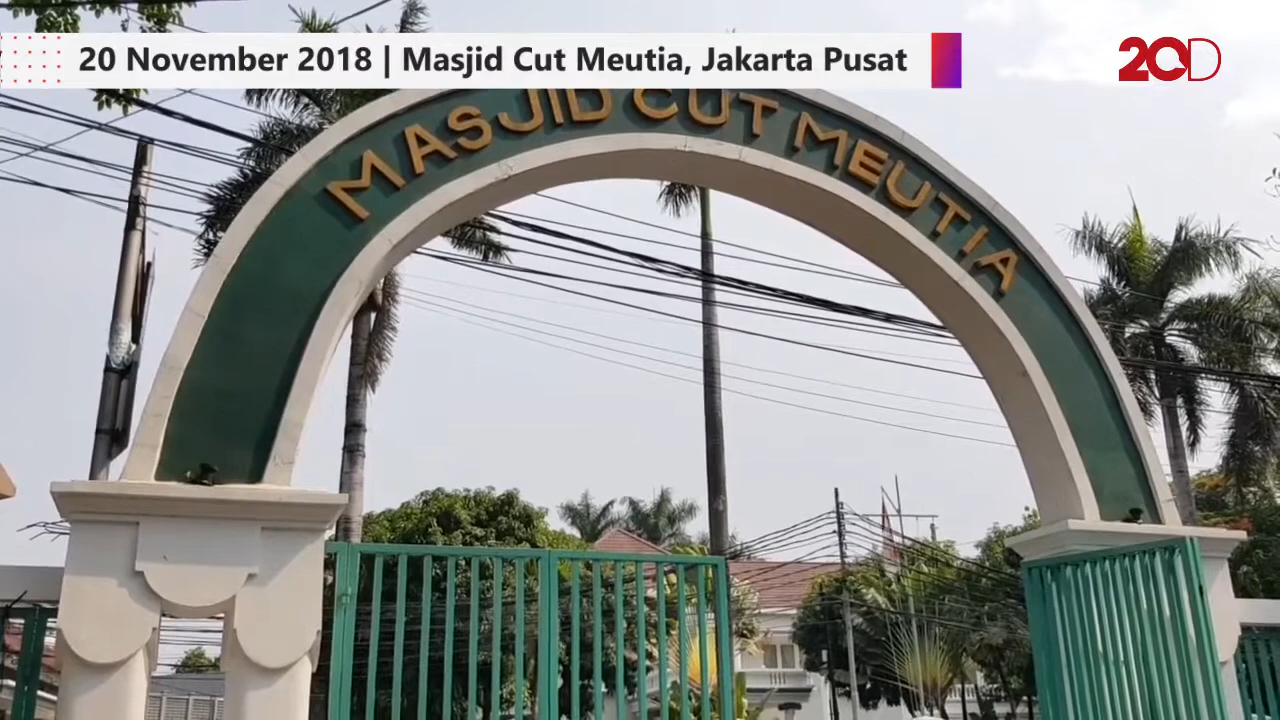 20 November 2018 | Masjid Cut Meutia, Jakarta Pusat
20D
MASJID CUT MEUTIA